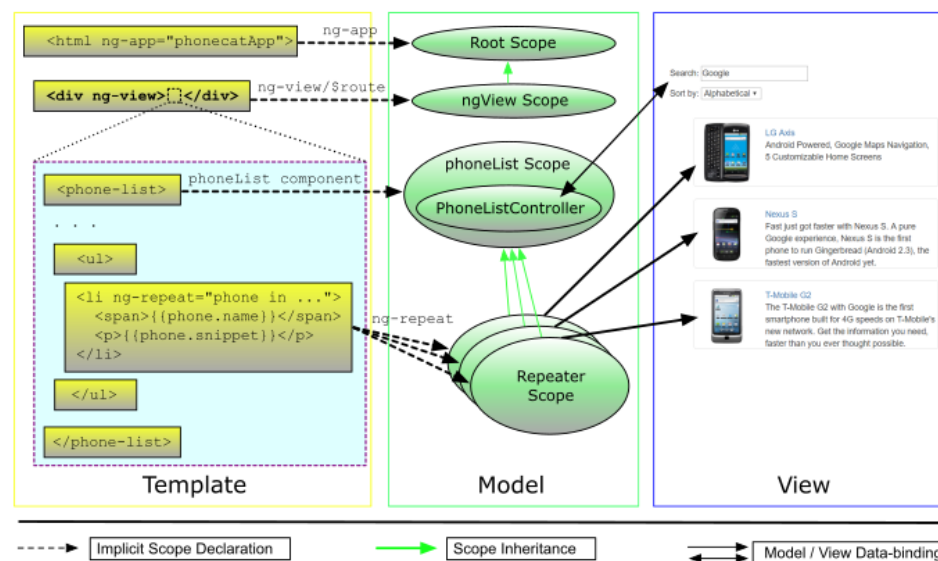 <html ng-app="phonecatApp">
ng-app
Root Scope
<div ng-view> </div>
ng-view/$route
ngView Scope
<phone-list>
phoneList component
phoneList Scope
PhoneListController
. . .
<ul>
<li ng-repeat="phone in ...">
<span>{{phone.name}}</span>
<p>{{phone.snippet}}</p>
</li>
ng-repeat
Repeater
Scope
</ul>
</phone-list>
Search: Google
Sort by: Alphabetical
LG Axis
Android Powered, Google Maps Navigation,
5 Customizable Home Screens
Nexus S
Fast just got faster with Nexus S. A pure
Google experience, Nexus S is the first
phone to run Gingerbread (Android 2.3), the
fastest version of Android yet.
T-Mobile G2
The T-Mobile G2 with Google is the first
smartphone built for 4G speeds on T-Mobile's
new network. Get the information you need,
faster than you ever thought possible.
Template
Model
View
Implicit Scope Declaration
Scope Inheritance
Model / View Data-binding